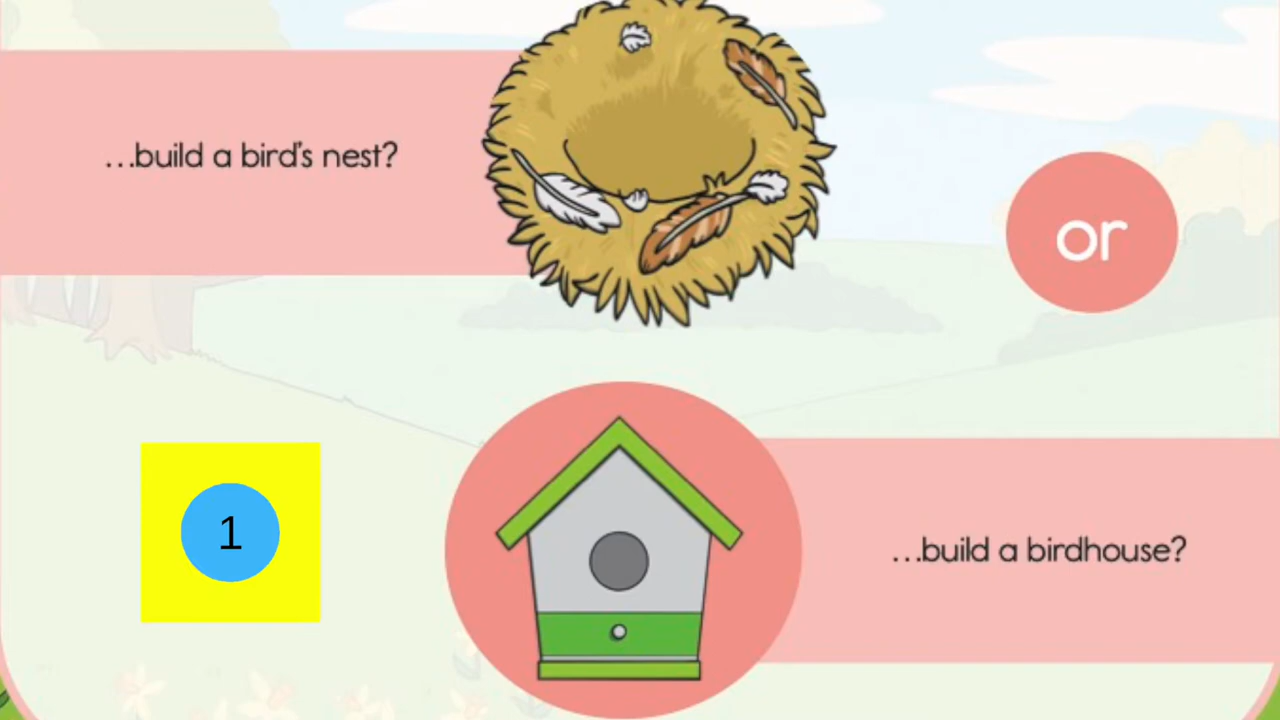 …build a bird's nest?
or
1
…build a birdhouse?